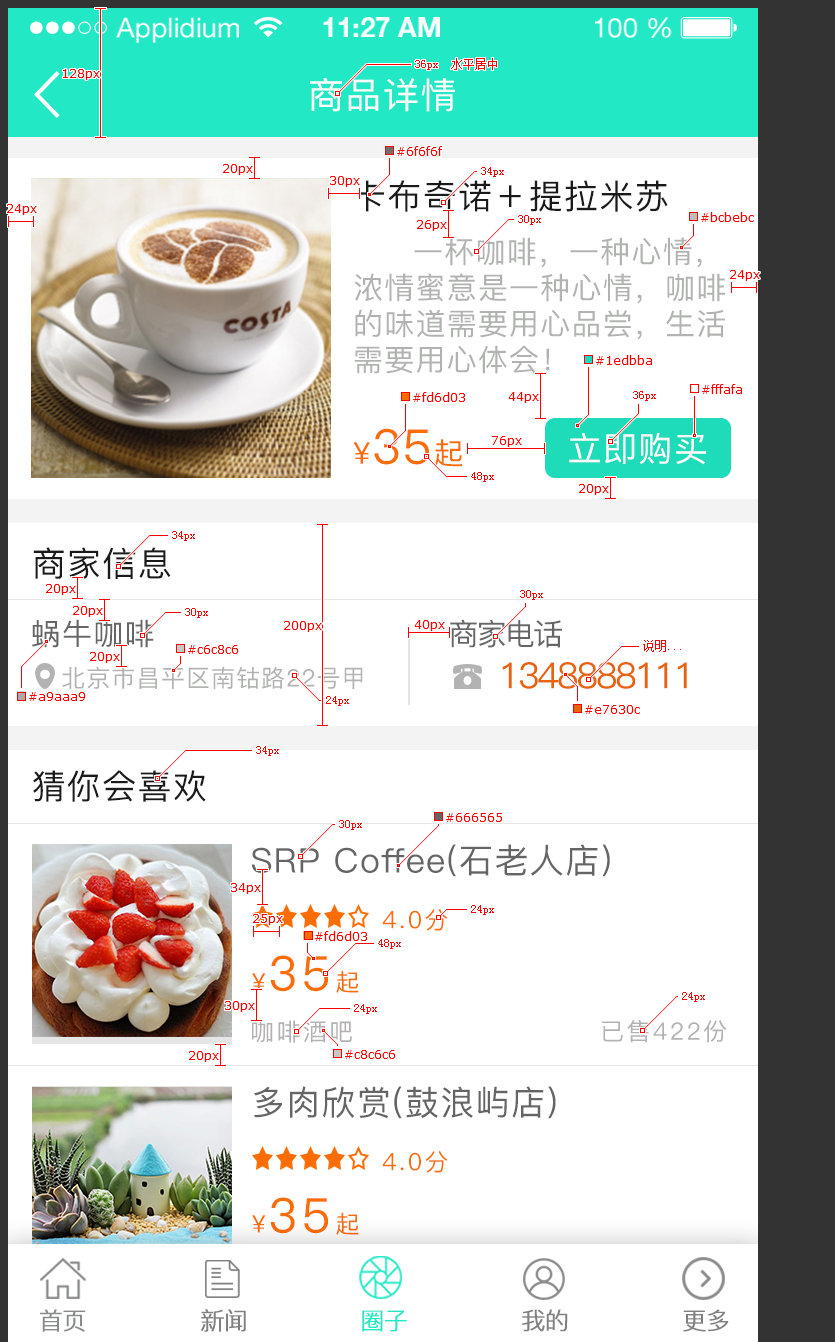 Applidium 11:27 AM 100 %
128px
36px 水平居中
商品详情
#6f6f6f
20px
30px
34px
24px
卡布奇诺＋提拉米苏
26px
30px
#bcbebc
一杯咖啡，一种心情，
24px
浓情蜜意是一种心情，咖啡
的味道需要用心品尝，生活
需要用心体会！
COSTA
#1edbba
44px
#fd6d03
36px
#fffafa
¥35起
76px
立即购买
48px
20px
34px
商家信息
20px
20px
30px
200px
30px
蜗牛咖啡
40px
商家电话
20px
#c6c8c6
说明...
北京市昌平区南钴路22号甲
13488888111
#a9aaa9
24px
#e7630c
34px
猜你会喜欢
#666565
30px
SRP Coffee(石老人店)
34px
25px
4.0分
24px
#fd6d03
48px
¥35起
30px
24px
24px
咖啡酒吧
已售422份
20px
#c8c6c6
多肉欣赏(鼓浪屿店)
4.0分
¥35起
首页 新闻 圈子 我的 更多